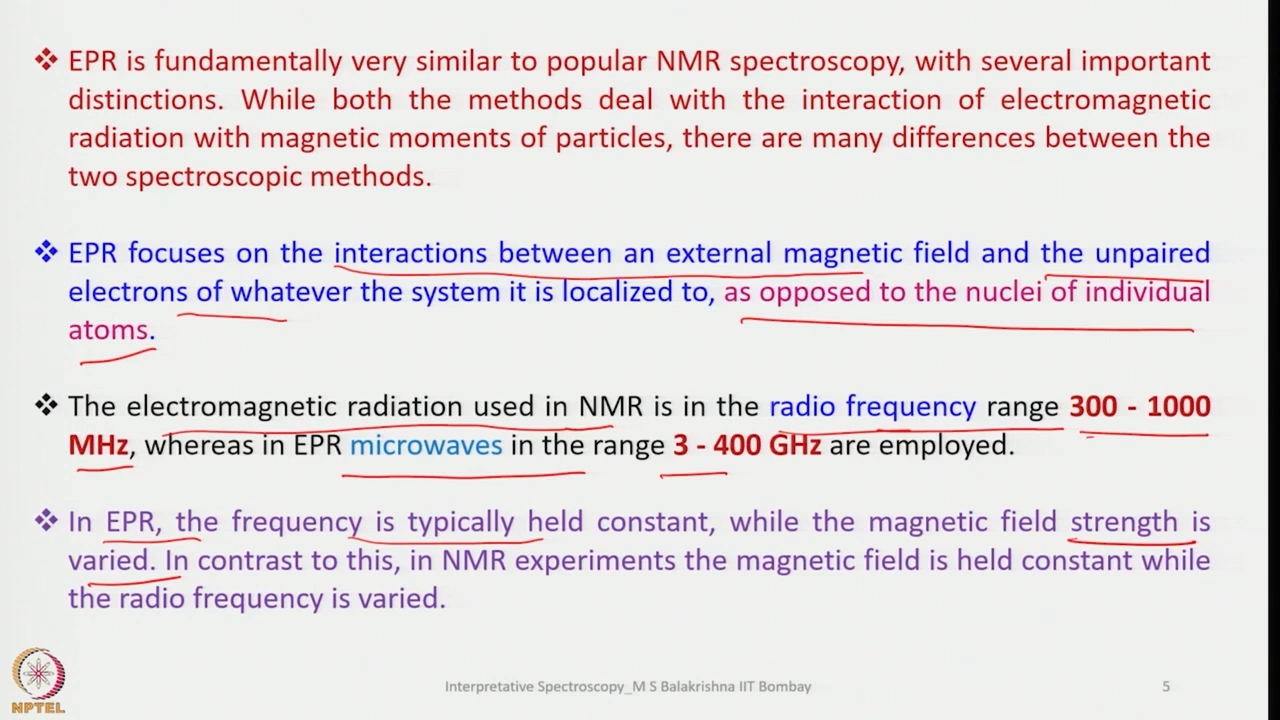 ❖ EPR is fundamentally very similar to popular NMR spectroscopy, with several important
distinctions. While both the methods deal with the interaction of electromagnetic
radiation with magnetic moments of particles, there are many differences between the
two spectroscopic methods.
❖ EPR focuses on the interactions between an external magnetic field and the unpaired
electrons of whatever the system it is localized to, as opposed to the nuclei of individual
atoms.
❖ The electromagnetic radiation used in NMR is in the radio frequency range 300 - 1000
MHz, whereas in EPR microwaves in the range 3 - 400 GHz are employed.
❖ In EPR, the frequency is typically held constant, while the magnetic field strength is
varied. In contrast to this, in NMR experiments the magnetic field is held constant while
the radio frequency is varied.
NPTEL
Interpretative Spectroscopy_M S Balakrishna IIT Bombay
5